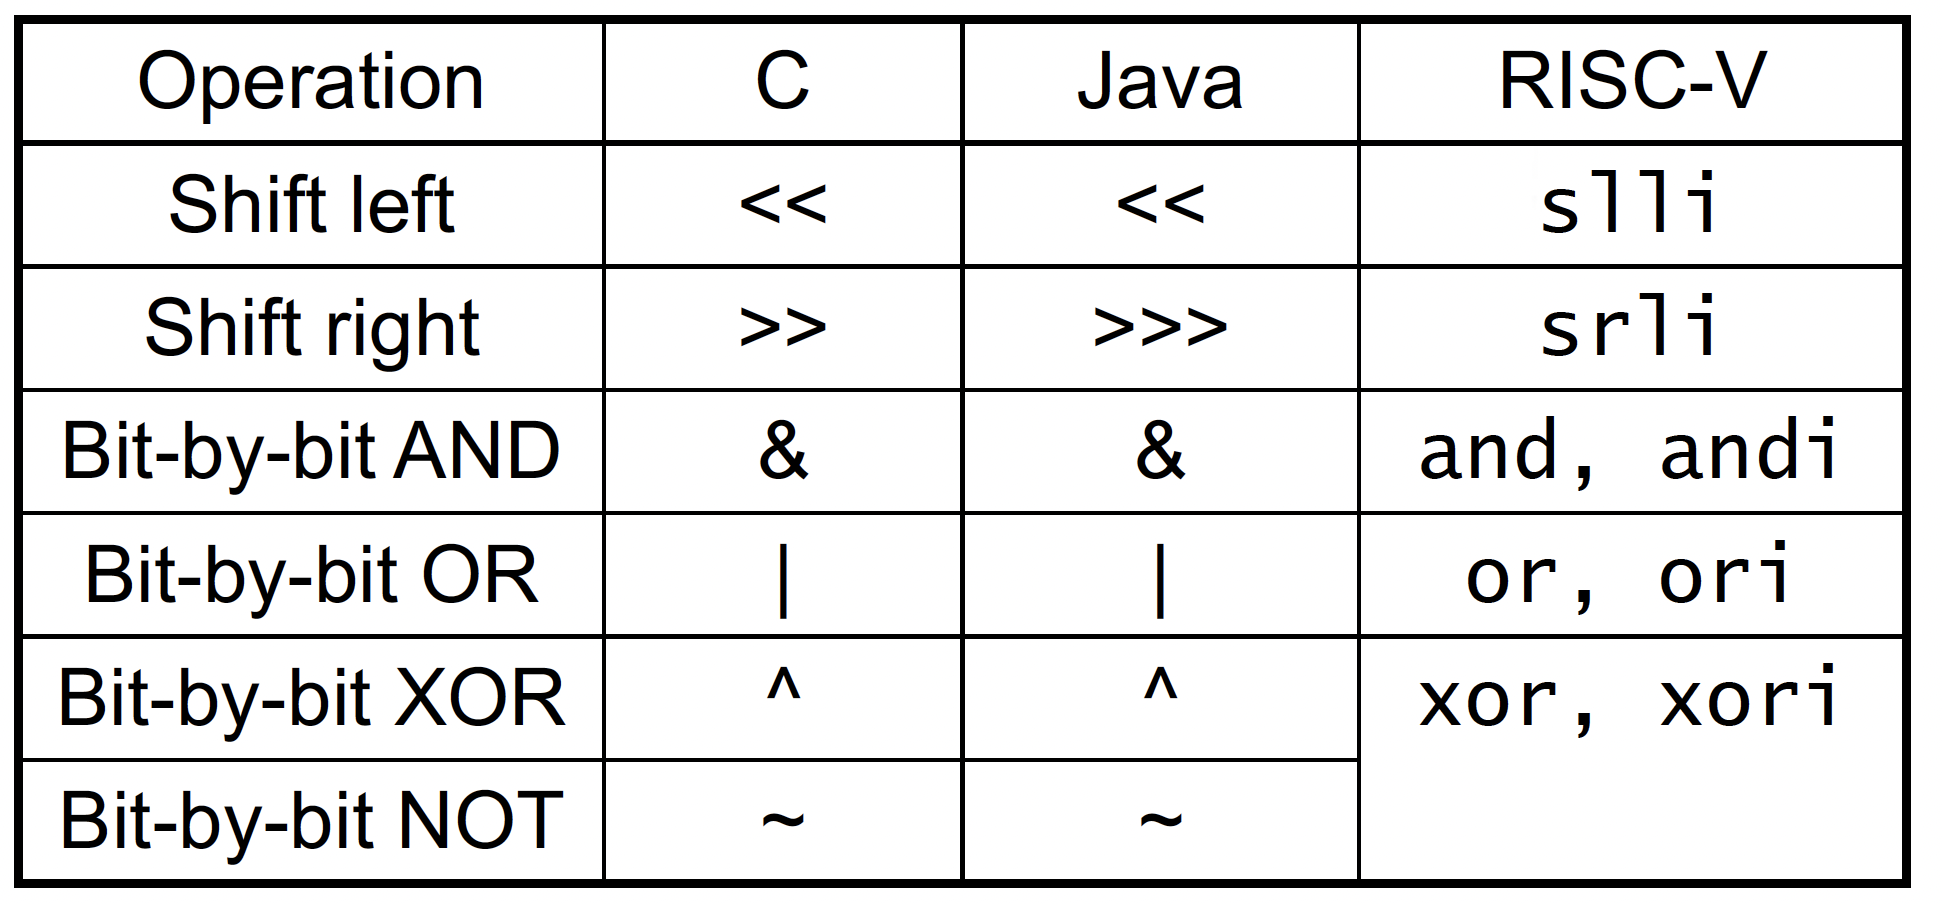 Operation C Java RISC-V
Shift left << << slli
Shift right >> >>> srli
Bit-by-bit AND & & and, andi
Bit-by-bit OR | | or, ori
Bit-by-bit XOR ^ ^ xor, xori
Bit-by-bit NOT ~ ~